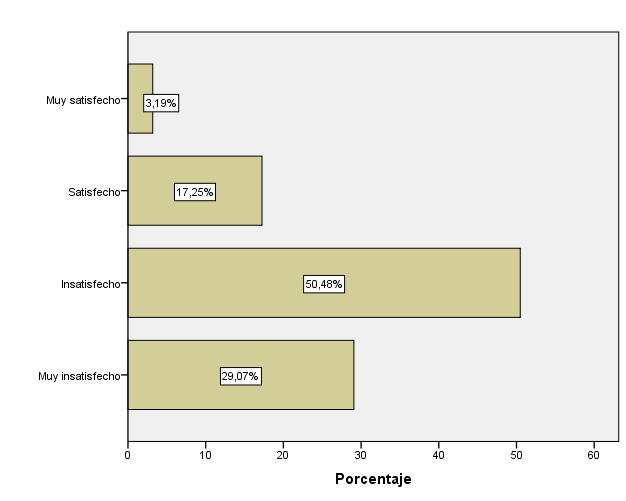 Muy satisfecho
3,19%
Satisfecho
17,25%
Insatisfecho
50,48%
Muy insatisfecho
29,07%
0 10 20 30 40 50 60
Porcentaje